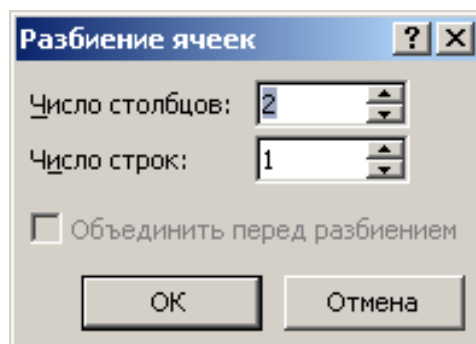 Разбиение ячеек ? X
Число столбцов: 2
Число строк: 1
Объединить перед разбиением
ОК Отмена